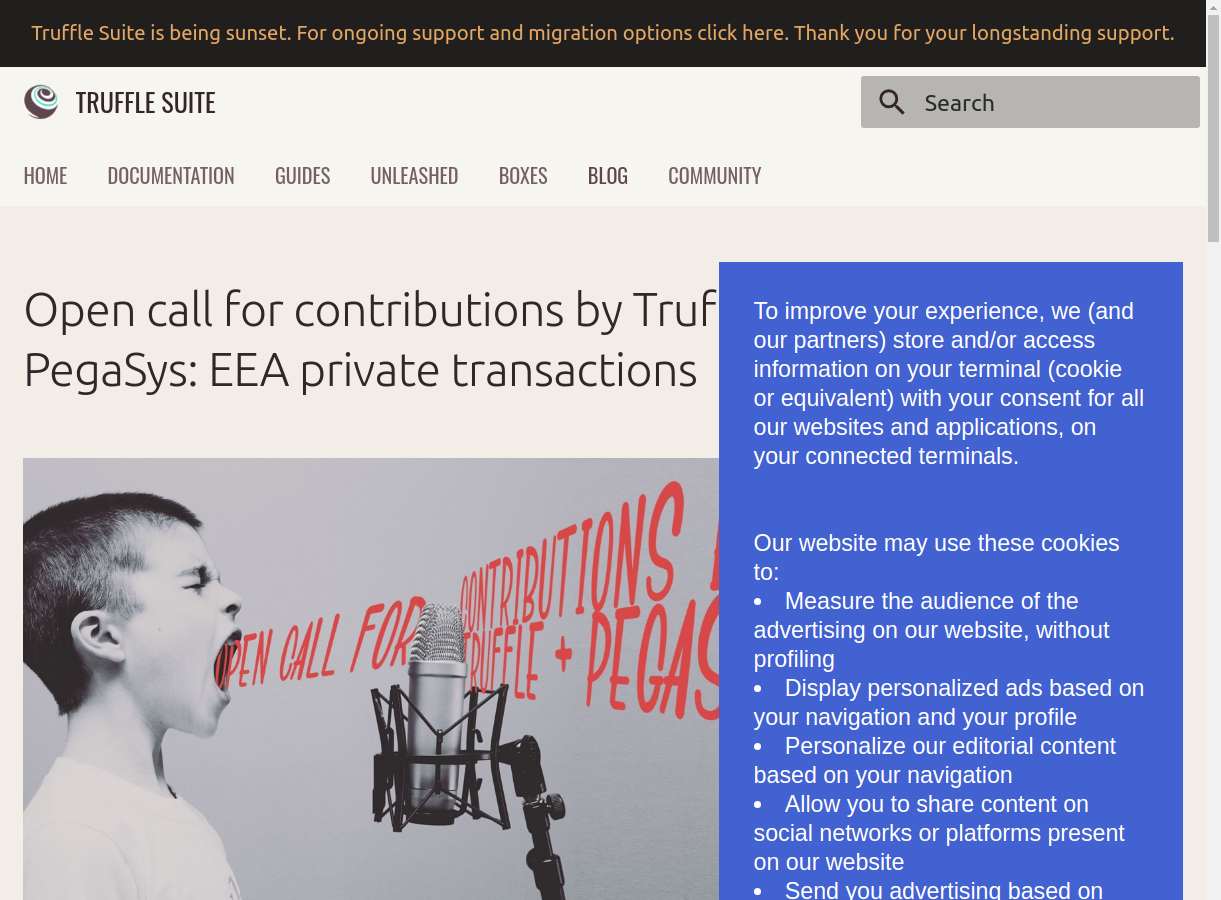 Truffle Suite is being sunset. For ongoing support and migration options click here. Thank you for your longstanding support.
TRUFFLE SUITE
Search
HOME DOCUMENTATION GUIDES UNLEASHED BOXES BLOG COMMUNITY
Open call for contributions by
PegaSys: EEA private transactions
OPEN CALL FOR CONTRIBUTIONS
TRUFFLE +
To improve your experience, we (and
our partners) store and/or access
information on your terminal (cookie
or equivalent) with your consent for all
our websites and applications, on
your connected terminals.
Our website may use these cookies
to:
• Measure the audience of the
advertising on our website, without
profiling
• Display personalized ads based on
your navigation and your profile
• Personalize our editorial content
based on your navigation
• Allow you to share content on
social networks or platforms present
on our website
• Send you advertising based on